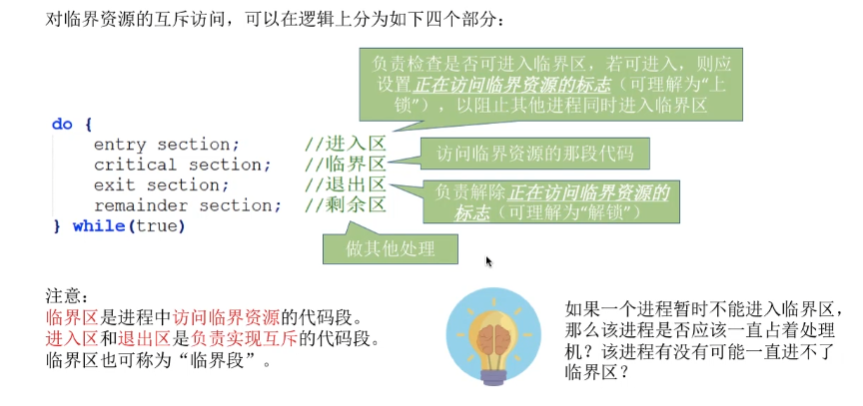 对临界资源的互斥访问，可以在逻辑上分为如下四个部分：
负责检查是否可进入临界区，若可进入，则应
设置正在访问临界资源的标志（可理解为“上
锁”），以阻止其他进程同时进入临界区
do {
entry section; //进入区
critical section; //临界区
exit section; //退出区
remainder section; //剩余区
} while(true)
访问临界资源的那段代码
负责解除正在访问临界资源的
标志（可理解为“解锁”）
做其他处理
注意：
临界区是进程中访问临界资源的代码段。
进入区和退出区是负责实现互斥的代码段。
临界区也可称为“临界段”。
如果一个进程暂时不能进入临界区，
那么该进程是否应该一直占着处理
机？该进程有没有可能一直进不了
临界区？